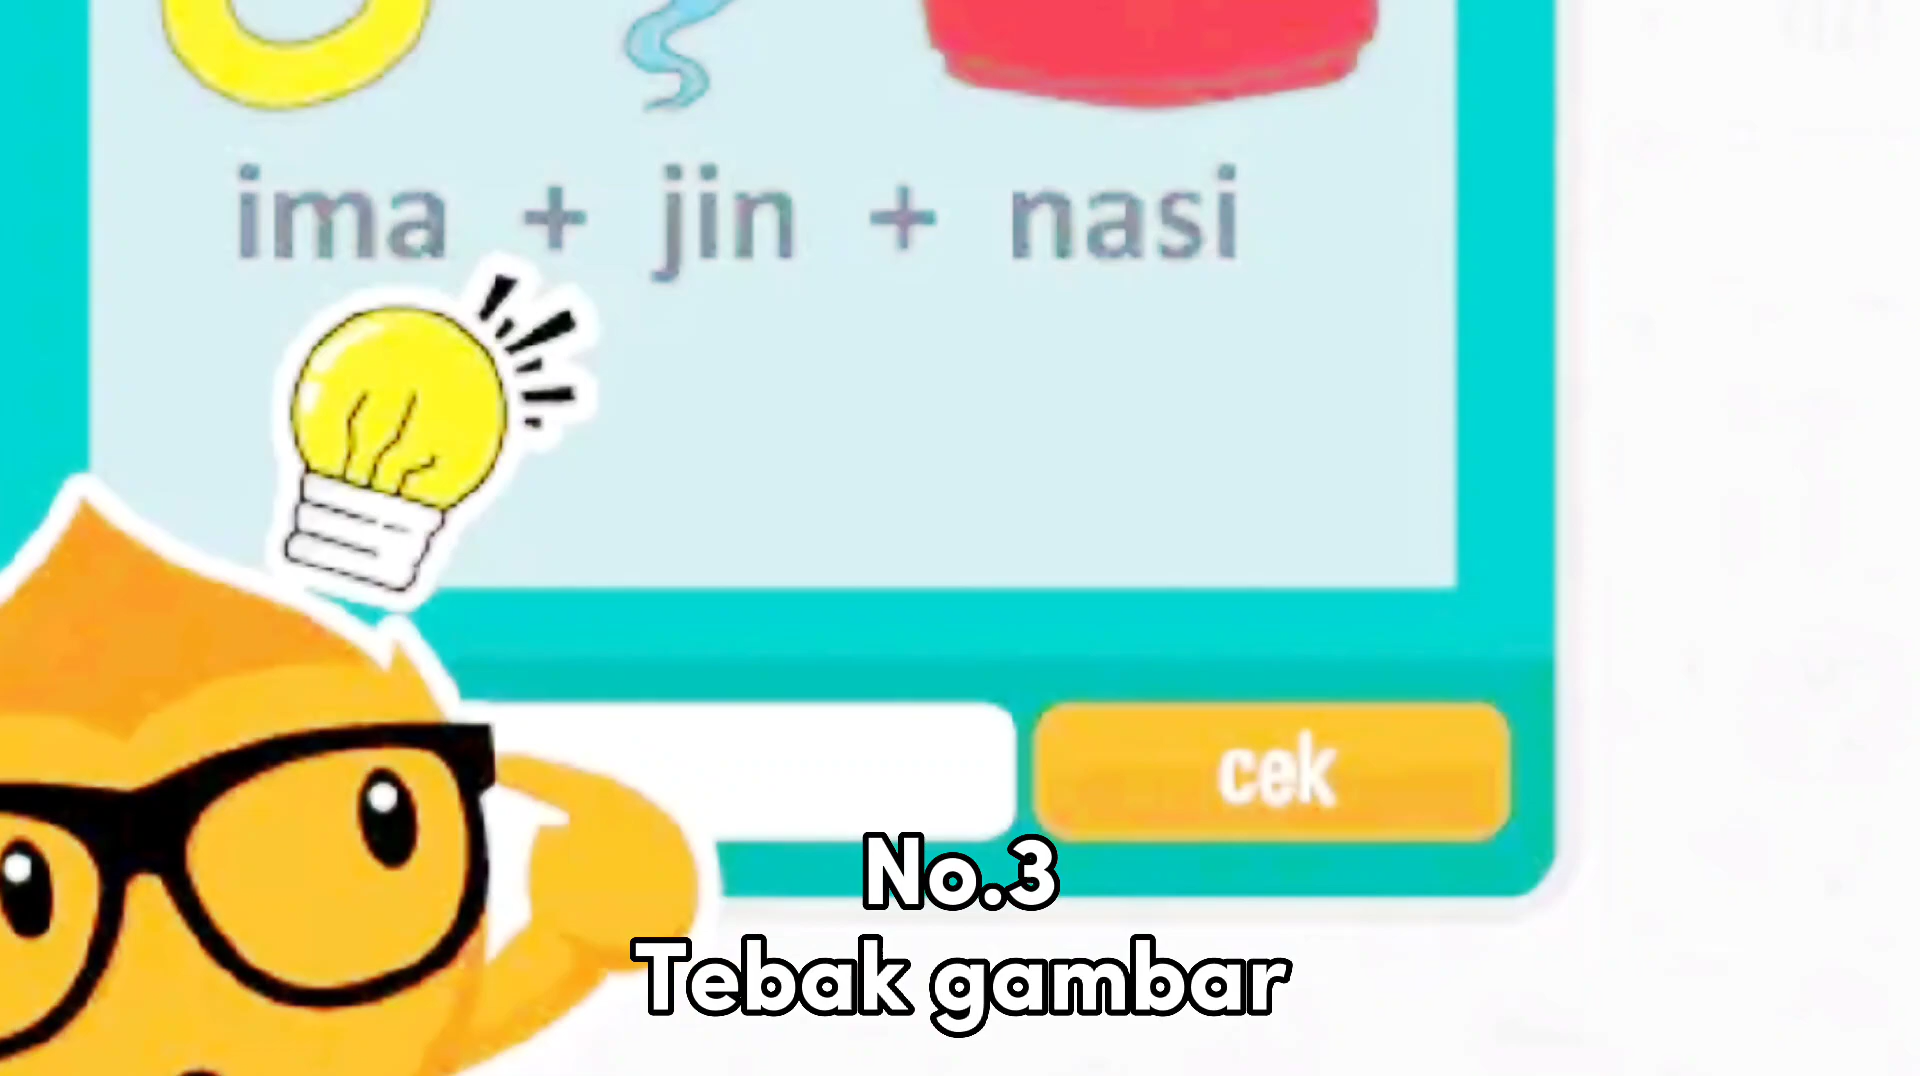 ima + jin + nasi
cek
No.3
Tebak gambar